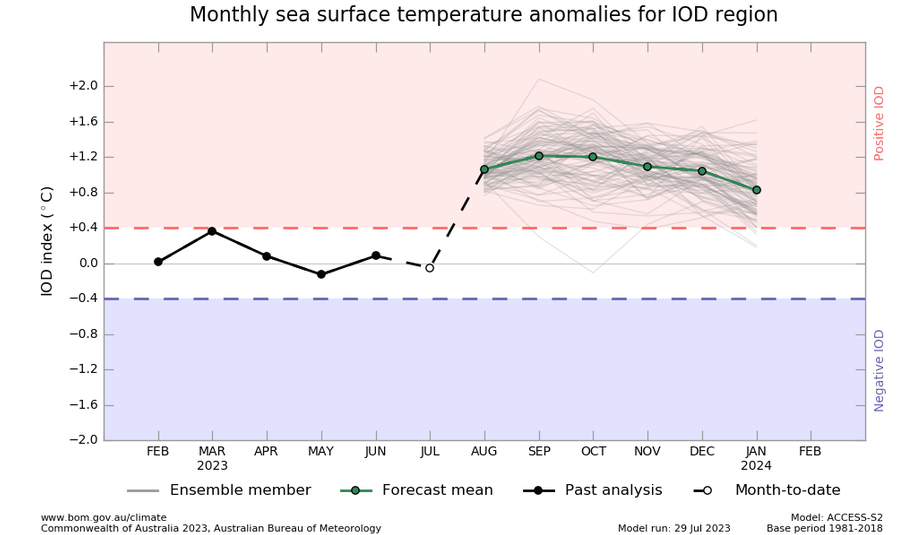 Monthly sea surface temperature anomalies for IOD region
+2.0
+1.6
+1.2
+0.8
+0.4
0.0
−0.4
−0.8
−1.2
−1.6
−2.0
IOD index (°C)
Positive IOD
Negative IOD
FEB MAR APR MAY JUN JUL AUG SEP OCT NOV DEC JAN FEB
2023 2024
Ensemble member Forecast mean Past analysis Month-to-date
www.bom.gov.au/climate Model: ACCESS-S2
Commonwealth of Australia 2023, Australian Bureau of Meteorology Model run: 29 Jul 2023 Base period 1981-2018